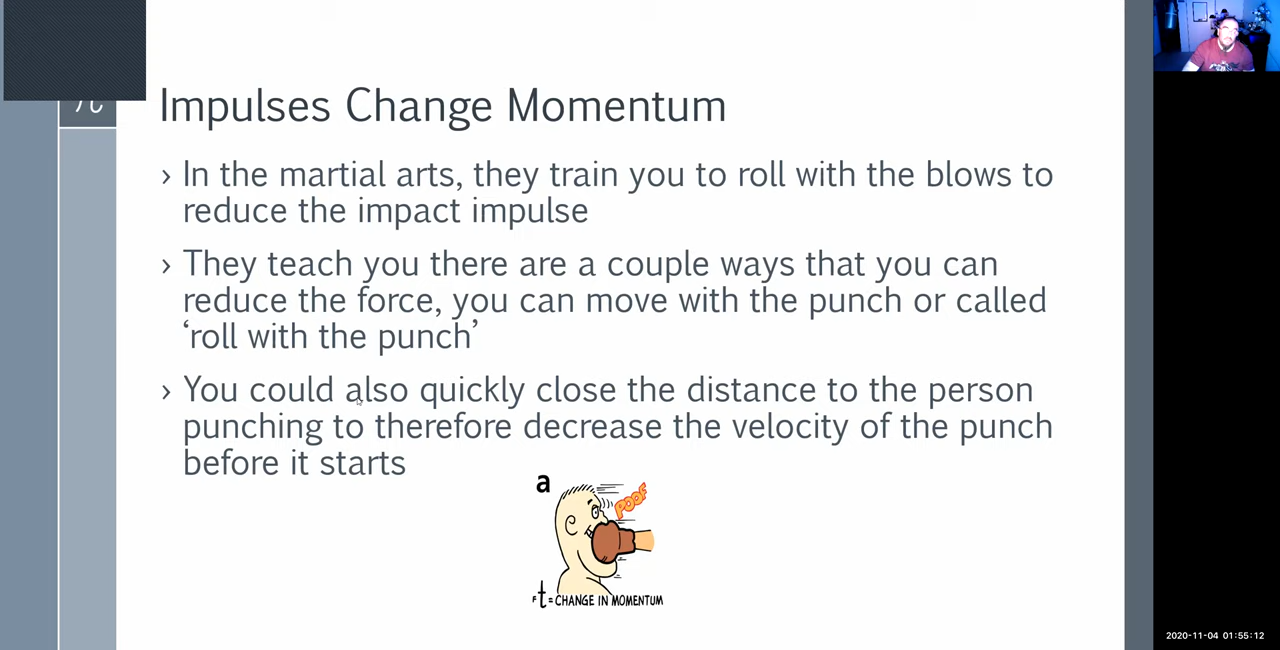 π
Impulses Change Momentum
› In the martial arts, they train you to roll with the blows to
reduce the impact impulse
› They teach you there are a couple ways that you can
reduce the force, you can move with the punch or called
‘roll with the punch’
› You could also quickly close the distance to the person
punching to therefore decrease the velocity of the punch
before it starts
a
POOF
Ft = CHANGE IN MOMENTUM
2020-11-04 01:55:12